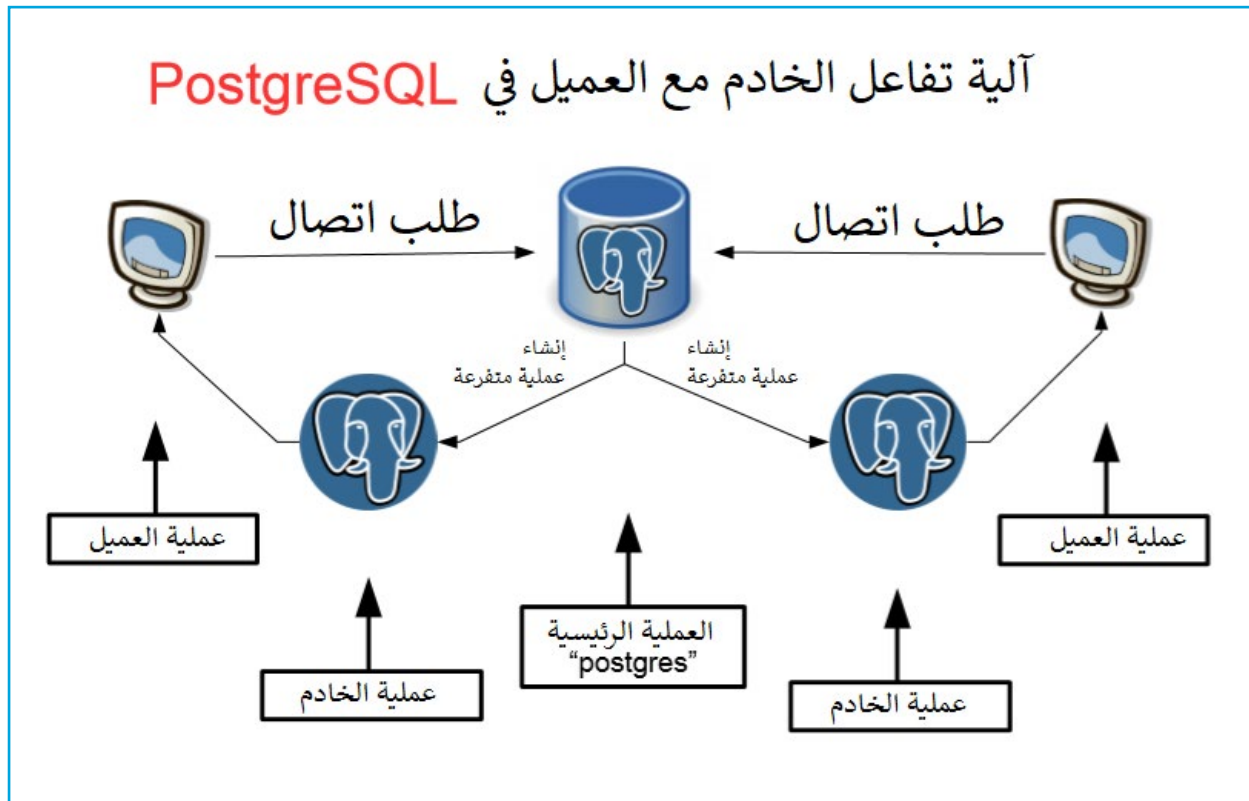 آلية تفاعل الخادم مع العميل في PostgreSQL
طلب اتصال
طلب اتصال
إنشاء
عملية متفرعة
إنشاء
عملية متفرعة
عملية العميل
عملية العميل
العملية الرئيسية
“postgres”
عملية الخادم
عملية الخادم